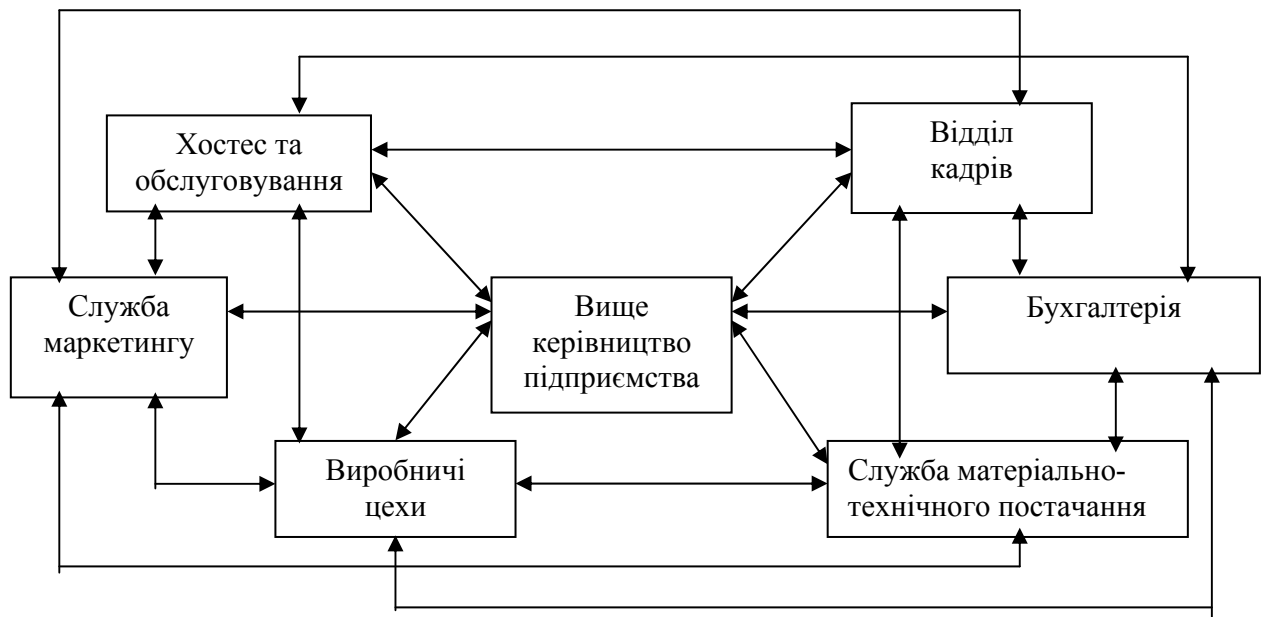 Хостес та
обслуговування
Відділ
кадрів
Служба
маркетингу
Вище
керівництво
підприємства
Бухгалтерія
Виробничі
цехи
Служба матеріально-
технічного постачання